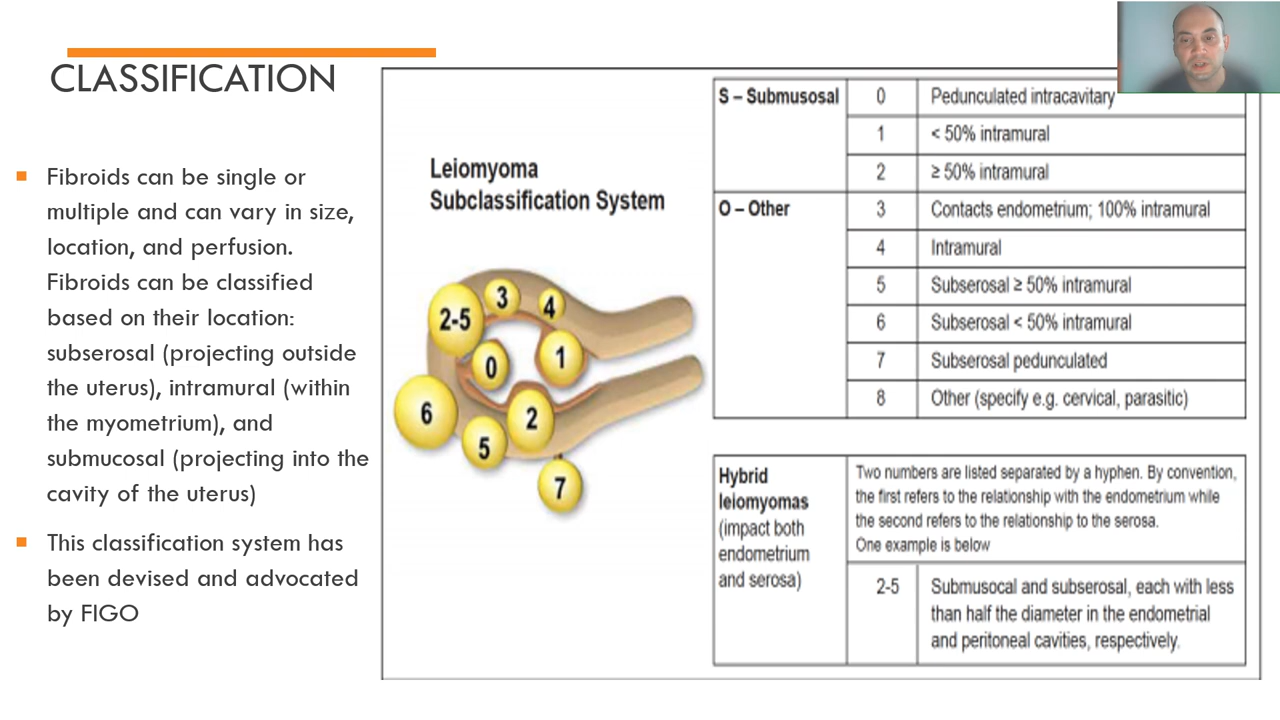 CLASSIFICATION
Fibroids can be single or
multiple and can vary in size,
location, and perfusion.
Fibroids can be classified
based on their location:
subserosal (projecting outside
the uterus), intramural (within
the myometrium), and
submucosal (projecting into the
cavity of the uterus)
This classification system has
been devised and advocated
by FIGO
Leiomyoma
Subclassification System
3
4
2-5
0
1
6
2
5
7
S – Submusosal
0 Pedunculated intracavitary
1 < 50% intramural
2 ≥ 50% intramural
O – Other
3 Contacts endometrium; 100% intramural
4 Intramural
5 Subserosal ≥ 50% intramural
6 Subserosal < 50% intramural
7 Subserosal pedunculated
8 Other (specify e.g. cervical, parasitic)
Hybrid
leiomyomas
(impact both
endometrium
and serosa)
Two numbers are listed separated by a hyphen. By convention,
the first refers to the relationship with the endometrium while
the second refers to the relationship to the serosa.
One example is below
2-5 Submusocal and subserosal, each with less
than half the diameter in the endometrial
and peritoneal cavities, respectively.